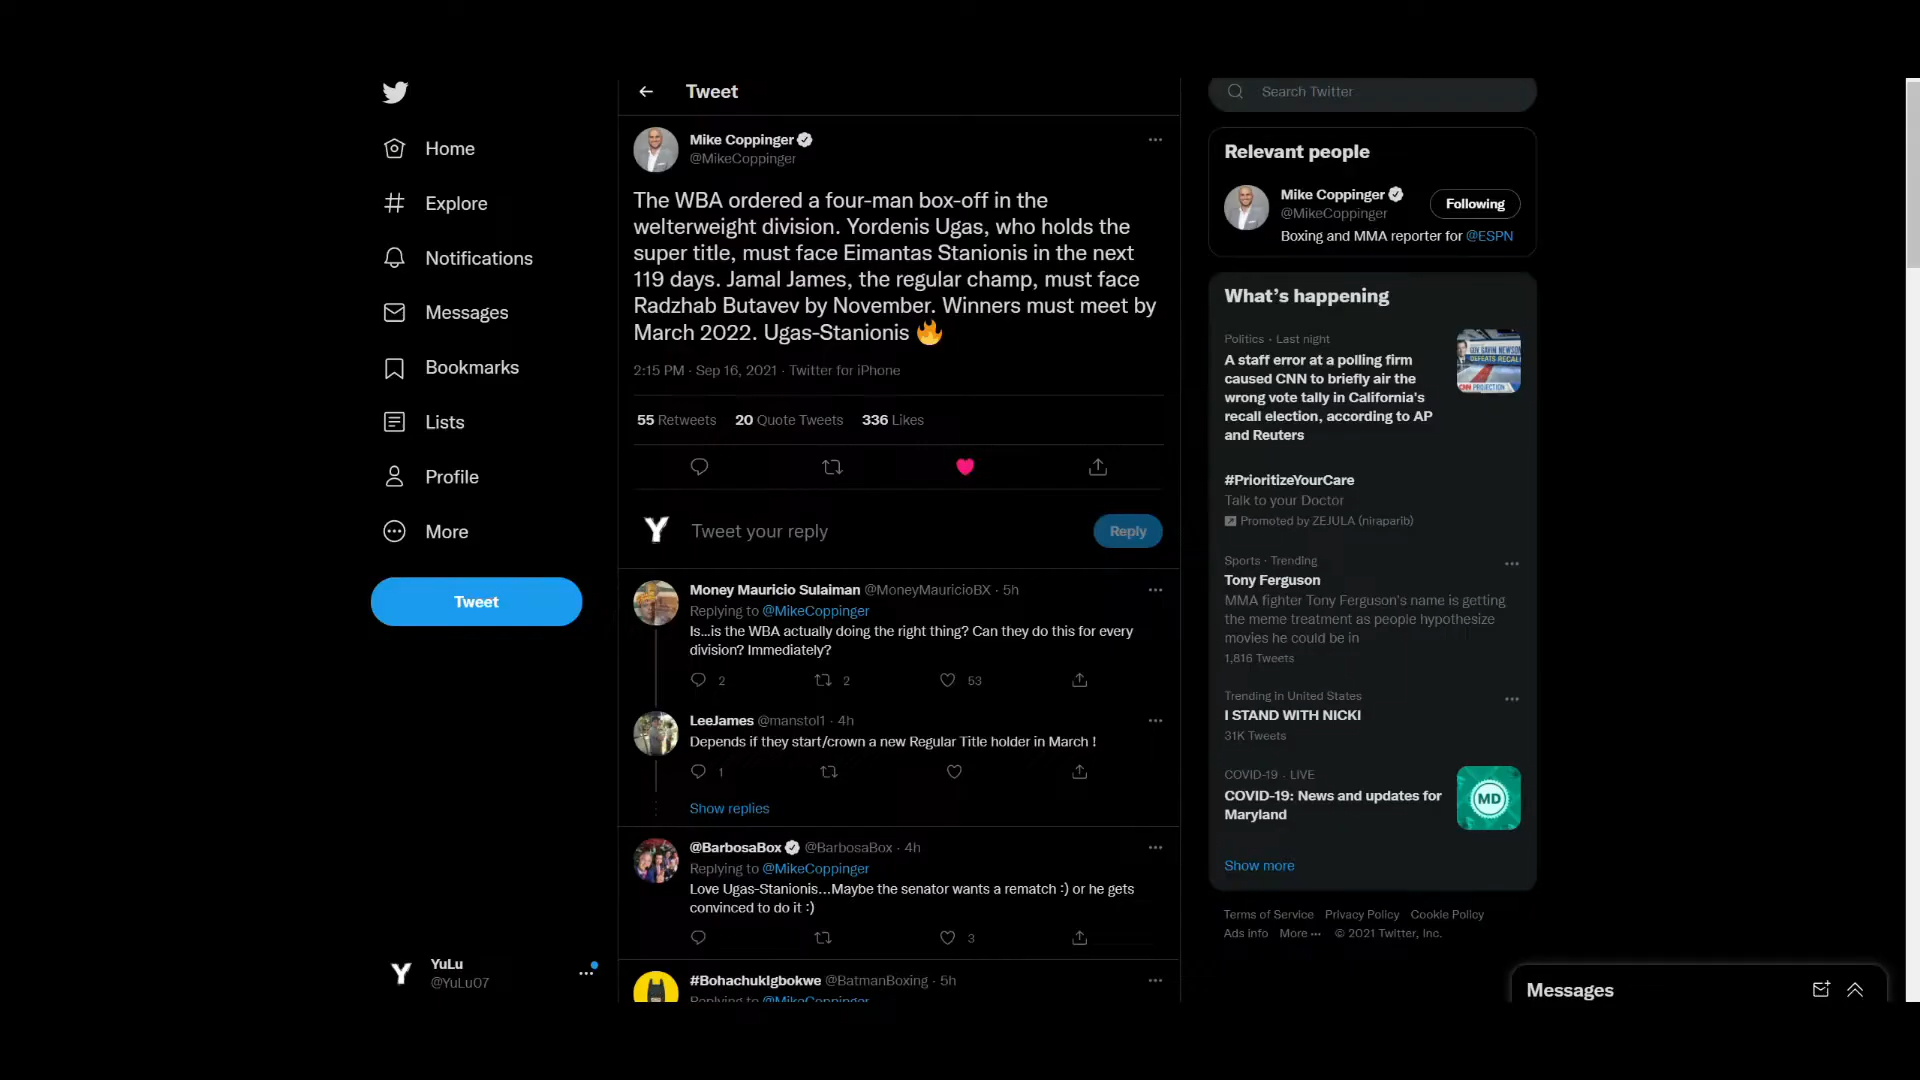 Home
Explore
Notifications
Messages
Bookmarks
Lists
Profile
More
Tweet
YuLu
@YuLu07
Tweet
Mike Coppinger
@MikeCoppinger
The WBA ordered a four-man box-off in the
welterweight division. Yordenis Ugas, who holds the
super title, must face Eimantas Stanionis in the next
119 days. Jamal James, the regular champ, must face
Radzhab Butavev by November. Winners must meet by
March 2022. Ugas-Stanionis 🔥
2:15 PM · Sep 16, 2021 · Twitter for iPhone
55 Retweets 20 Quote Tweets 336 Likes
Y Tweet your reply Reply
Money Mauricio Sulaiman @MoneyMauricioBX · 5h
Replying to @MikeCoppinger
Is...is the WBA actually doing the right thing? Can they do this for every
division? Immediately?
2 2 53
LeeJames @manstol1 · 4h
Depends if they start/crown a new Regular Title holder in March !
1
Show replies
@BarbosaBox @BarbosaBox · 4h
Replying to @MikeCoppinger
Love Ugas-Stanionis...Maybe the senator wants a rematch :) or he gets
convinced to do it :)
3
#BohachukIgbokwe @BatmanBoxing · 5h
Replying to @MikeCoppinger
Search Twitter
Relevant people
Mike Coppinger
@MikeCoppinger
Following
Boxing and MMA reporter for @ESPN
What's happening
Politics · Last night
A staff error at a polling firm
caused CNN to briefly air the
wrong vote tally in California's
recall election, according to AP
and Reuters
GOV. GAVIN NEWSOM
DEFEATS RECALL
CNN PROJECTION
#PrioritizeYourCare
Talk to your Doctor
Promoted by ZEJULA (niraparib)
Sports · Trending
Tony Ferguson
MMA fighter Tony Ferguson's name is getting
the meme treatment as people hypothesize
movies he could be in
1,816 Tweets
Trending in United States
I STAND WITH NICKI
31K Tweets
COVID-19 · LIVE
COVID-19: News and updates for
Maryland
MD
Show more
Terms of Service Privacy Policy Cookie Policy
Ads info More ··· © 2021 Twitter, Inc.
Messages